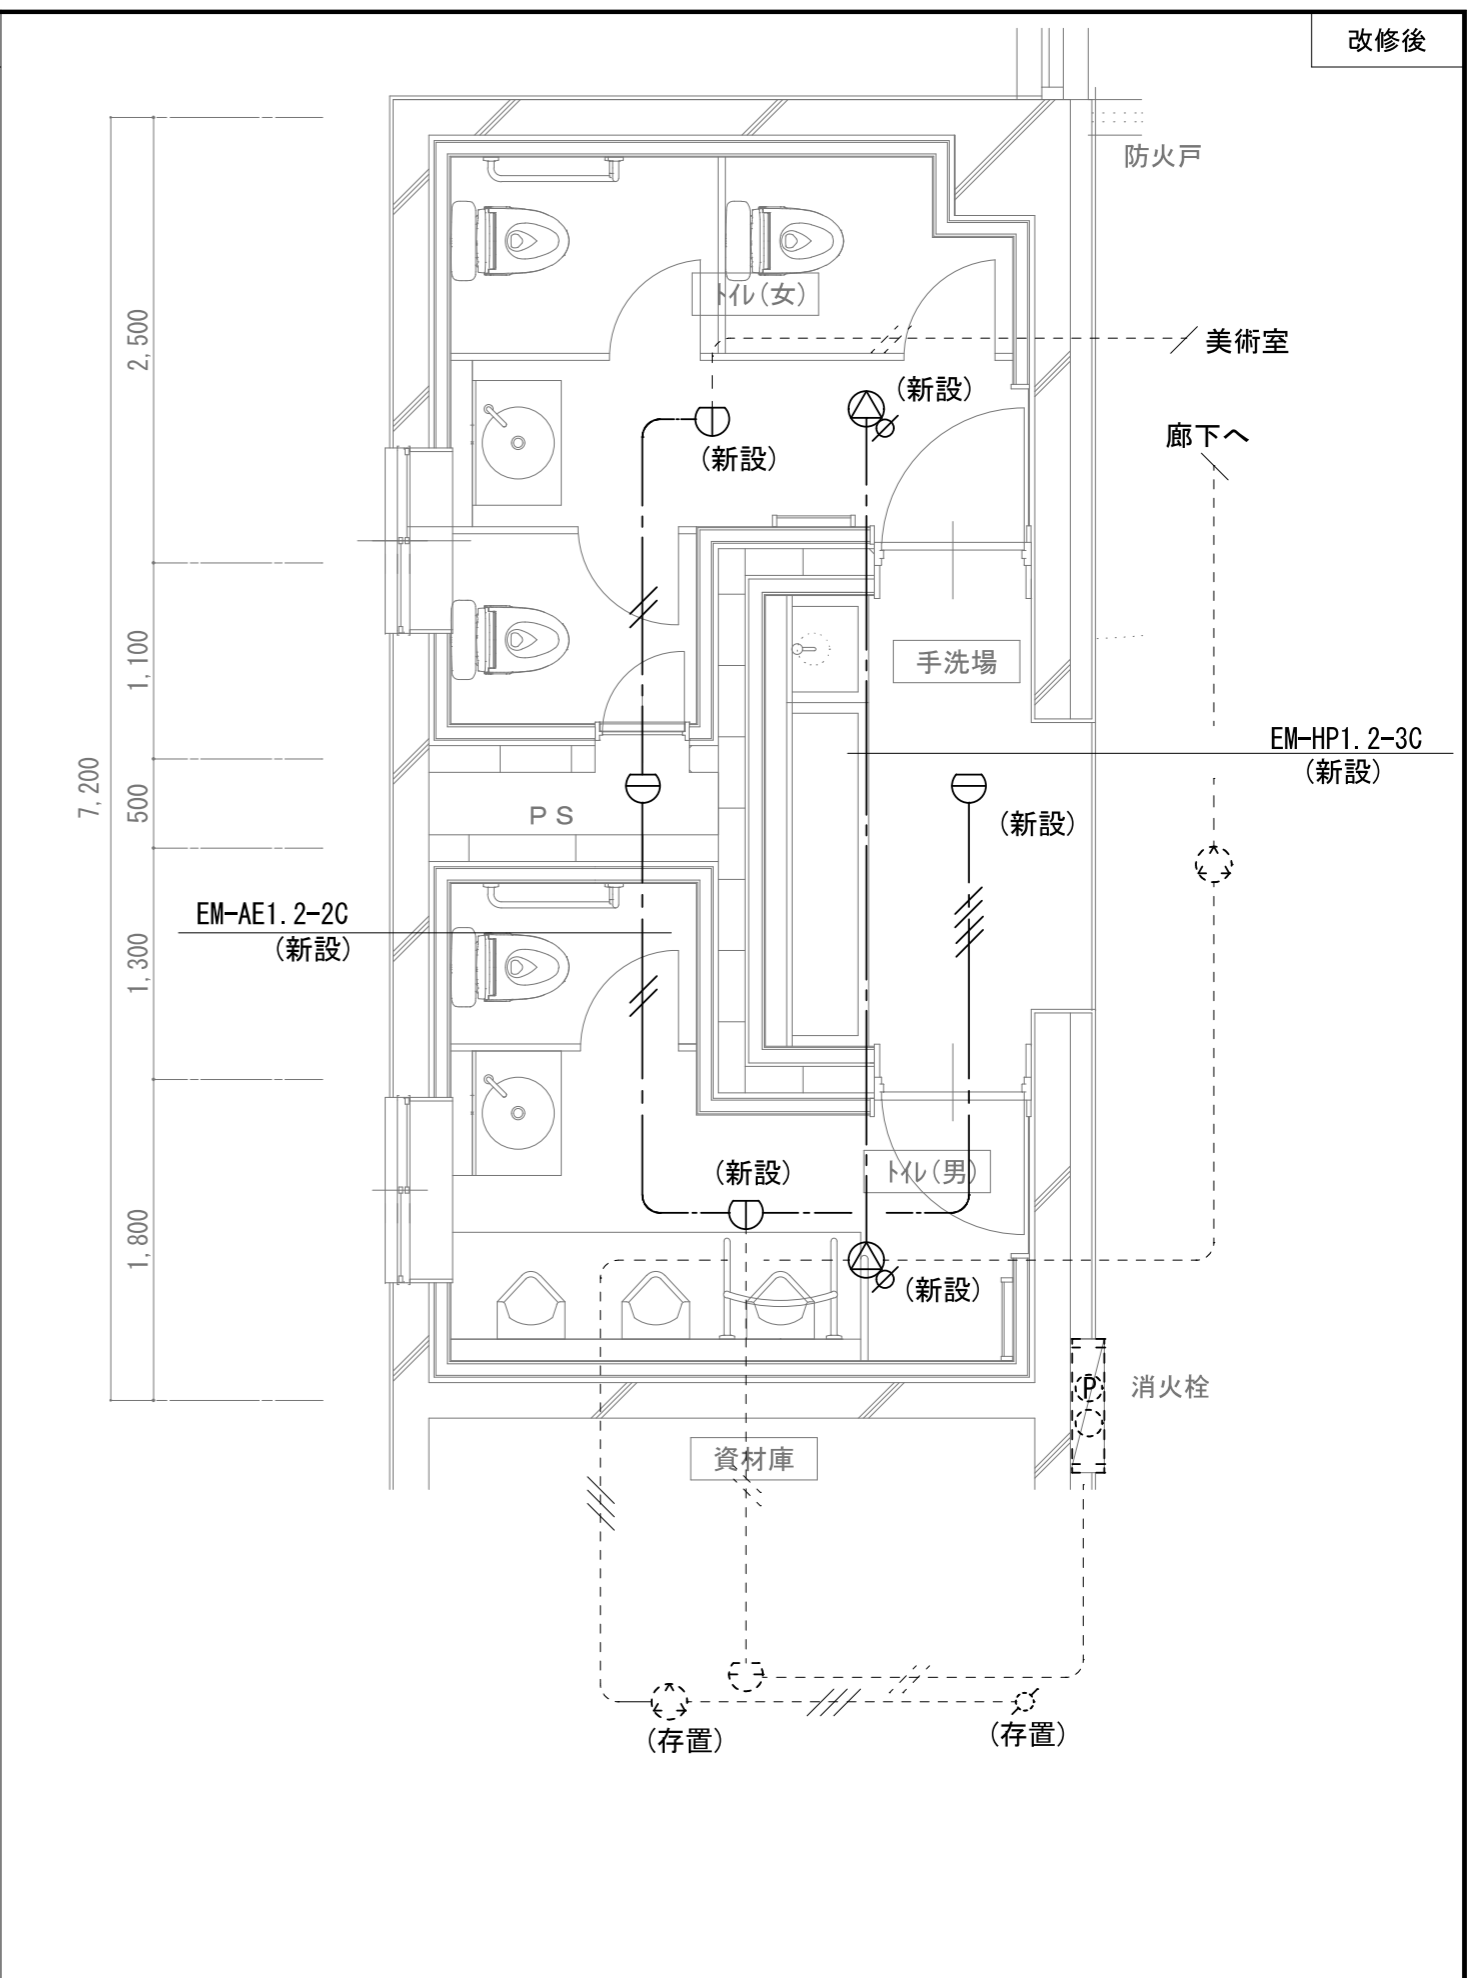 改修後
防火戸
トイレ(女)
美術室
(新設)
廊下へ
(新設)
手洗場
EM-HP1.2-3C
(新設)
(新設)
PS
EM-AE1.2-2C
(新設)
(新設)
トイレ(男)
(新設)
P
消火栓
資材庫
(存置)
(存置)
7,200
2,500
1,100
500
1,300
1,800